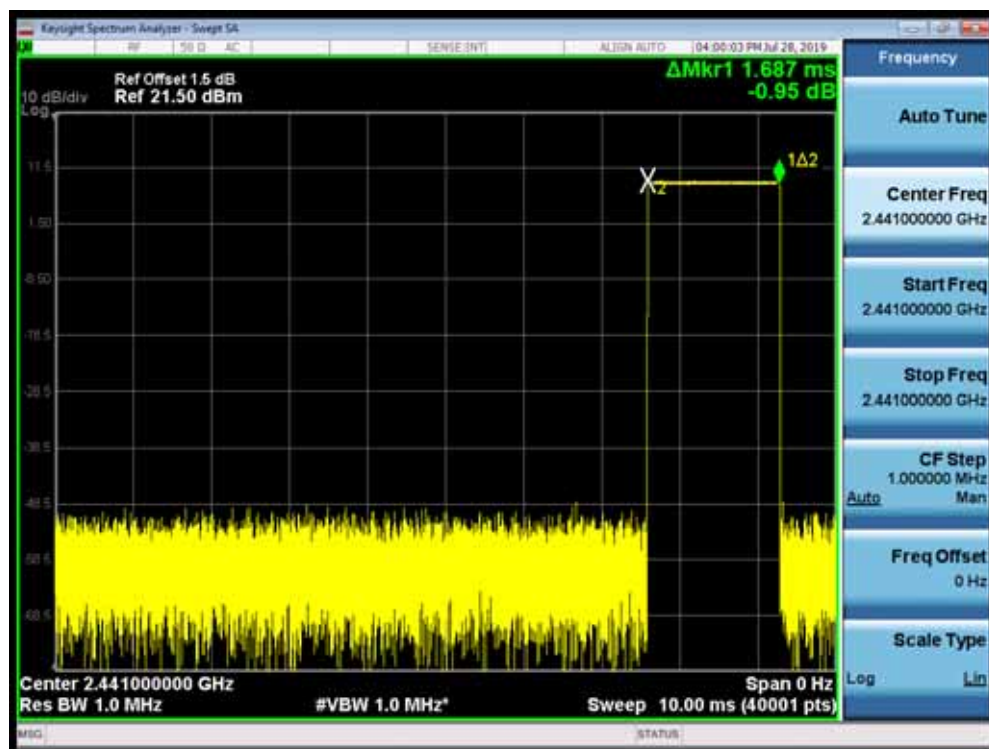 Keysight Spectrum Analyzer - Swept SA
RF 50 Ω AC SENSE:INT ALIGN AUTO 04:00:03 PM Jul 28, 2019
Frequency
ΔMkr1 1.687 ms
-0.95 dB
Ref Offset 1.5 dB
10 dB/div Ref 21.50 dBm
Log
Auto Tune
11.5
1Δ2
2
Center Freq
2.441000000 GHz
1.50
-8.50
Start Freq
2.441000000 GHz
-18.5
Stop Freq
2.441000000 GHz
-28.5
-38.5
CF Step
1.000000 MHz
Auto Man
-48.5
-58.5
Freq Offset
0 Hz
-68.5
Scale Type
Log Lin
Center 2.441000000 GHz Span 0 Hz
Res BW 1.0 MHz #VBW 1.0 MHz* Sweep 10.00 ms (40001 pts)
MSG STATUS